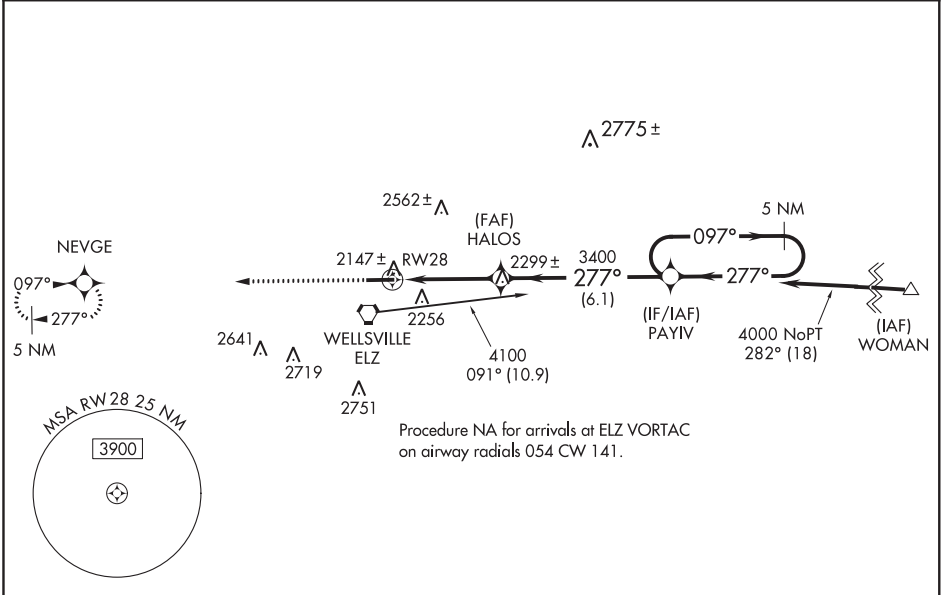 2775 ±
2562 ±
5 NM
(FAF)
HALOS
097°
NEVGE
2147 ±
RW28
2299 ±
3400
277°
(6.1)
277°
097°
277°
5 NM
2256
WELLSVILLE
ELZ
(IF/IAF)
PAYIV
4000 NoPT
282° (18)
(IAF)
WOMAN
2641
2719
4100
091° (10.9)
2751
MSA RW 28 25 NM
3900
Procedure NA for arrivals at ELZ VORTAC
on airway radials 054 CW 141.